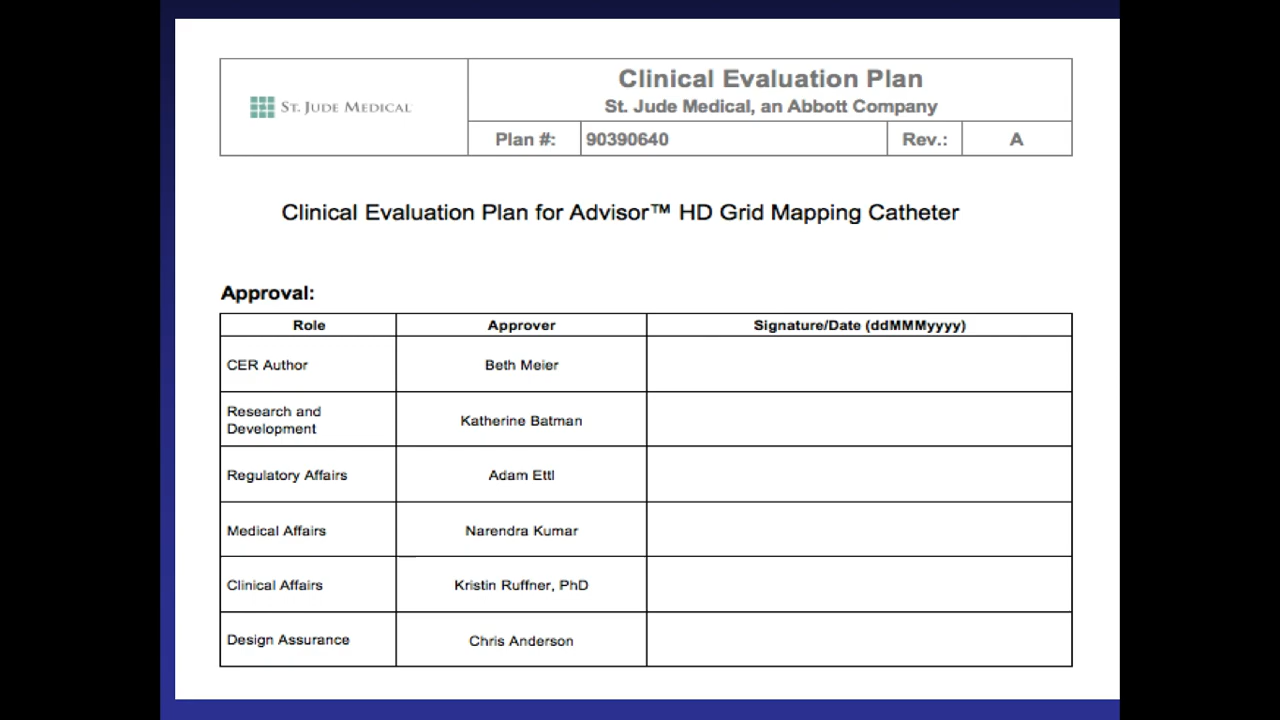 ST. JUDE MEDICAL
Clinical Evaluation Plan
St. Jude Medical, an Abbott Company
Plan #: 90390640 Rev.: A
Clinical Evaluation Plan for Advisor™ HD Grid Mapping Catheter
Approval:
Role Approver Signature/Date (ddMMMyyyy)
CER Author Beth Meier
Research and
Development Katherine Batman
Regulatory Affairs Adam Ettl
Medical Affairs Narendra Kumar
Clinical Affairs Kristin Ruffner, PhD
Design Assurance Chris Anderson